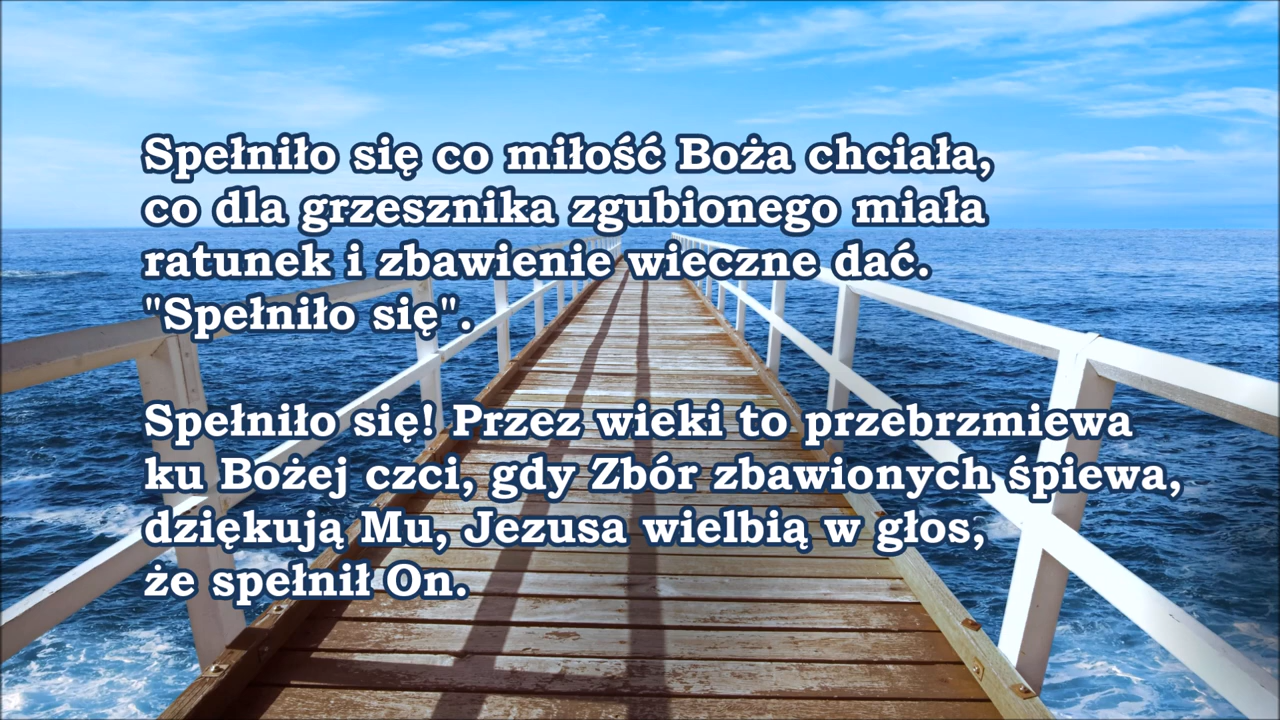 Spełniło się co miłość Boża chciała,
co dla grzesznika zgubionego miała
ratunek i zbawienie wieczne dać.
"Spełniło się".
Spełniło się! Przez wieki to przebrzmiewa
ku Bożej czci, gdy Zbór zbawionych śpiewa,
dziękują Mu, Jezusa wielbią w głos,
że spełnił On.